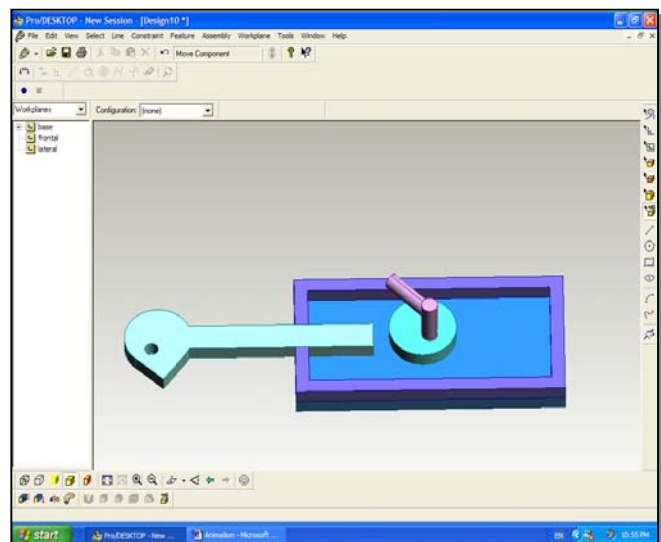 Pro/DESKTOP - New Session - [Design10 *]
File Edit View Select Line Constraint Feature Assembly Workplane Tools Window Help
Move Component
Workplanes
Configuration: (none)
base
frontal
lateral
start
Pro/DESKTOP - New ...
Animation - Microsoft ...
EN
10:55 PM